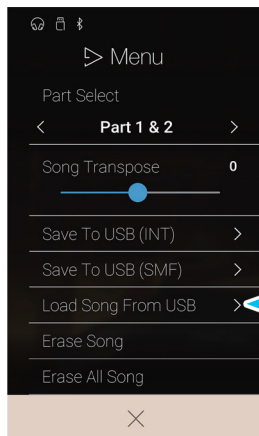 Menu
Part Select
Part 1 & 2
Song Transpose 0
Save To USB (INT)
Save To USB (SMF)
Load Song From USB
Erase Song
Erase All Song